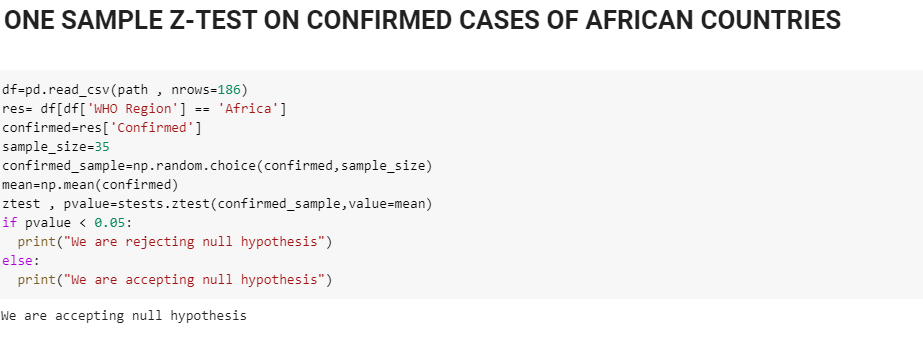 ONE SAMPLE Z-TEST ON CONFIRMED CASES OF AFRICAN COUNTRIES
df=pd.read_csv(path , nrows=186)
res= df[df['WHO Region'] == 'Africa']
confirmed=res['Confirmed']
sample_size=35
confirmed_sample=np.random.choice(confirmed,sample_size)
mean=np.mean(confirmed)
ztest , pvalue=stests.ztest(confirmed_sample,value=mean)
if pvalue < 0.05:
  print("We are rejecting null hypothesis")
else:
  print("We are accepting null hypothesis")
We are accepting null hypothesis